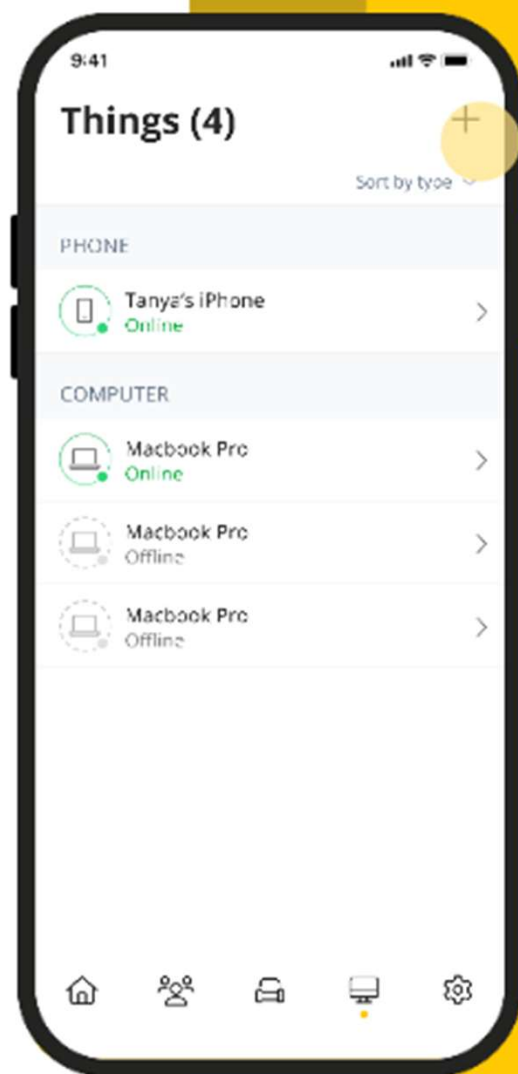 9:41
Things (4)
Sort by type
PHONE
Tanya's iPhone
Online
COMPUTER
Macbook Pro
Online
Macbook Pro
Offline
Macbook Pro
Offline